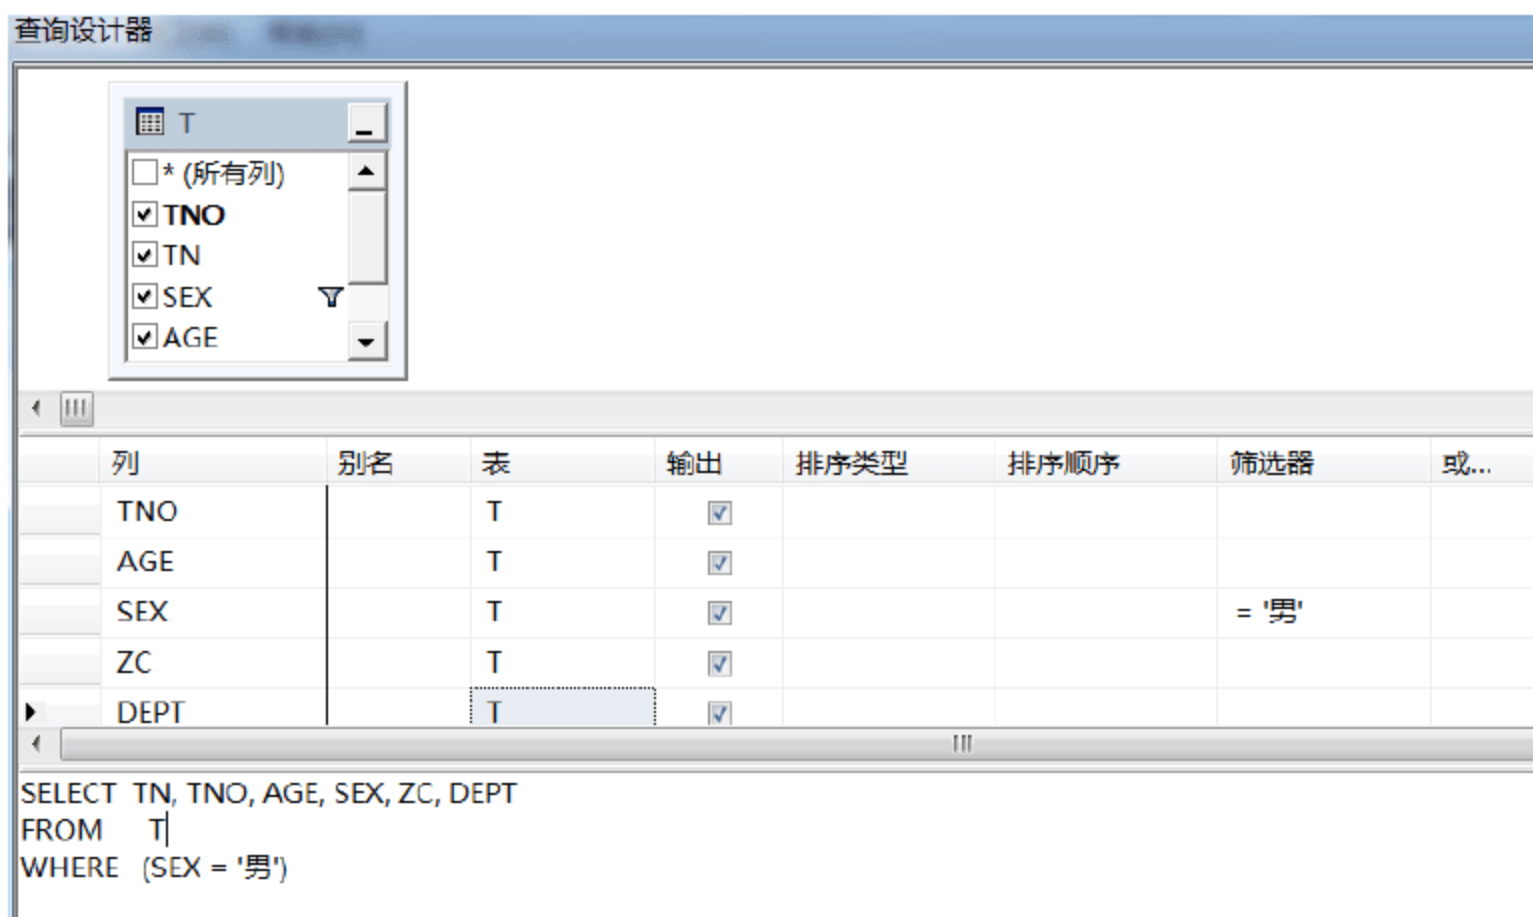 查询设计器
T
* (所有列)
TNO
TN
SEX
AGE
列 别名 表 输出 排序类型 排序顺序 筛选器 或...
TNO T
AGE T
SEX T = '男'
ZC T
DEPT T
SELECT TN, TNO, AGE, SEX, ZC, DEPT
FROM T
WHERE (SEX = '男')